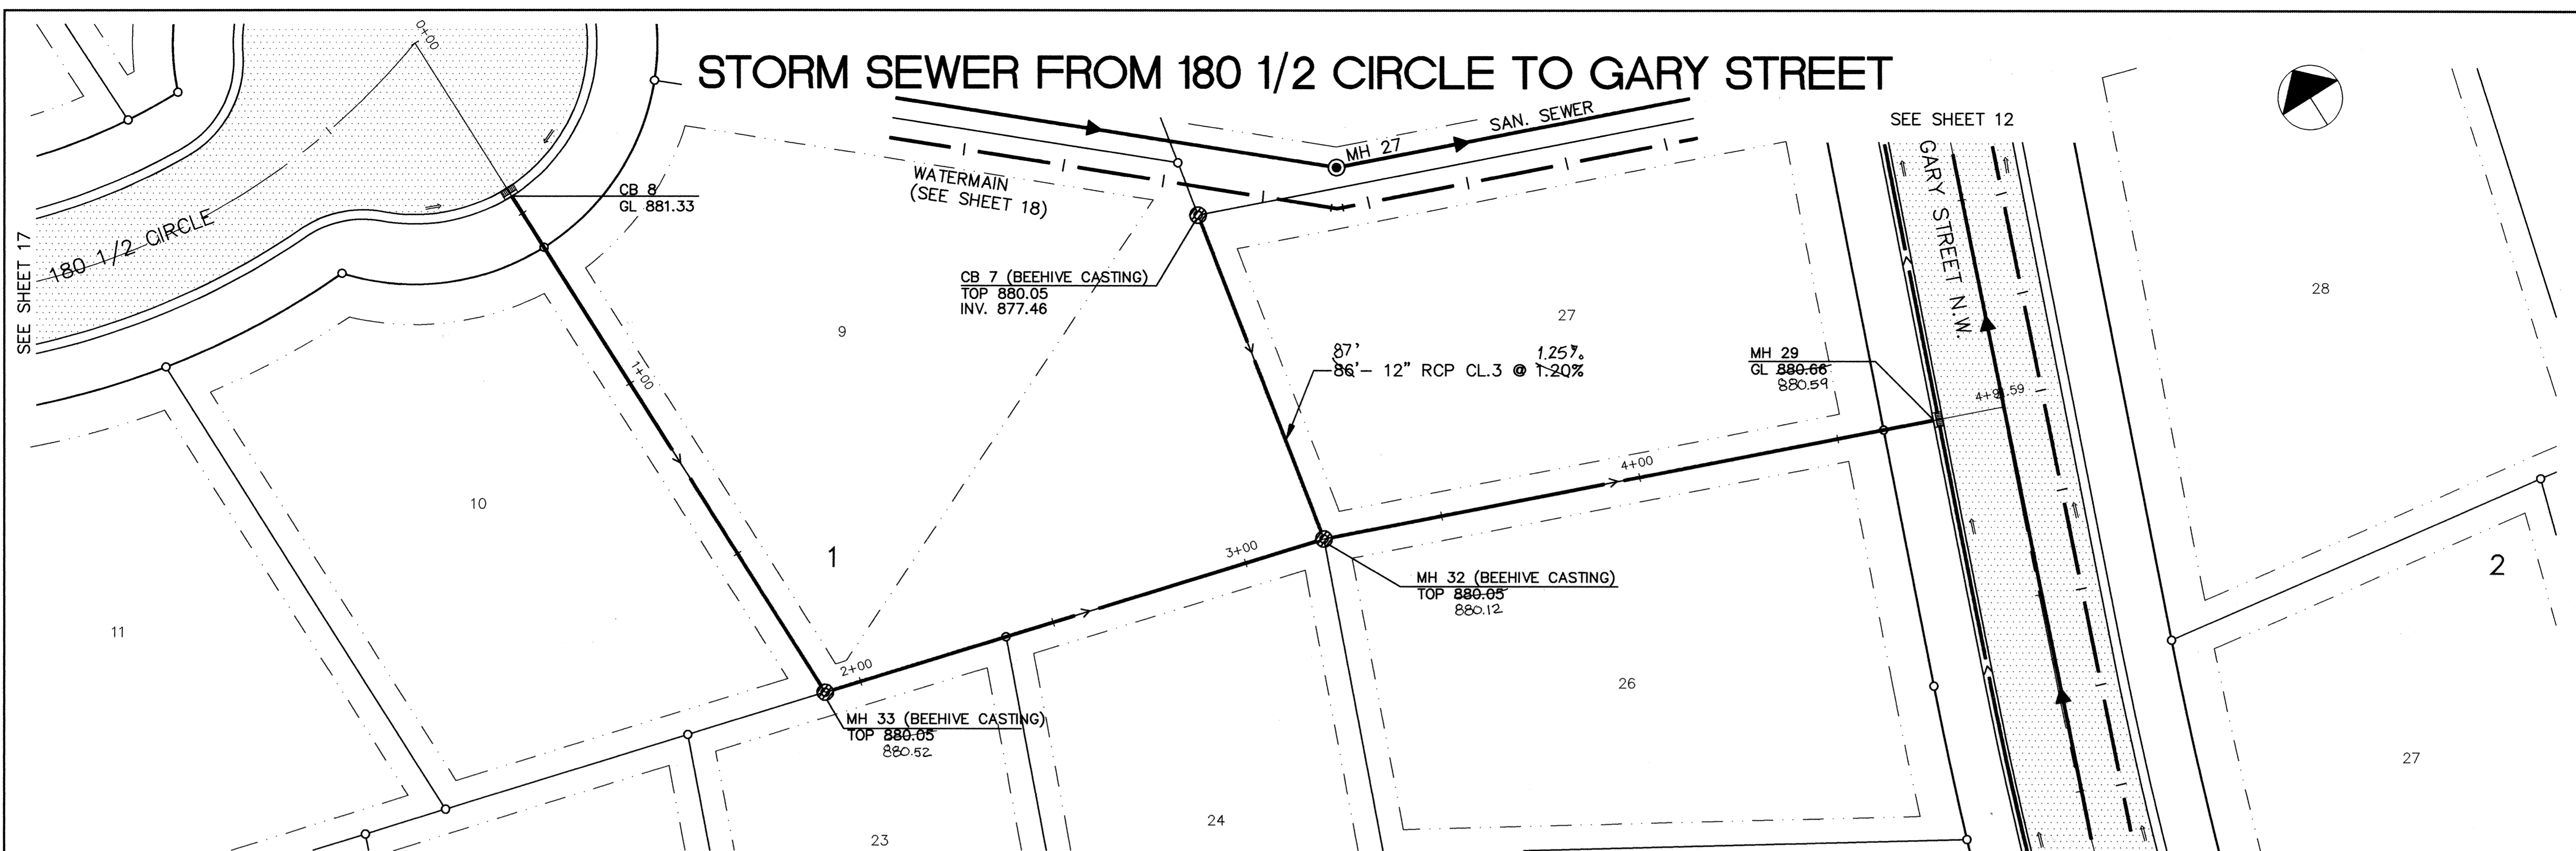 STORM SEWER FROM 180 1/2 CIRCLE TO GARY STREET
0+00
SAN. SEWER
MH 27
SEE SHEET 12
GARY STREET N.W.
WATERMAIN
(SEE SHEET 18)
CB 8
GL 881.33
180 1/2 CIRCLE
SEE SHEET 17
CB 7 (BEEHIVE CASTING)
TOP 880.05
INV. 877.46
9
27
28
1+00
87'
1.25%
86'- 12" RCP CL.3 @ 1.20%
MH 29
GL 880.66
880.59
10
1
4+00
3+00
MH 32 (BEEHIVE CASTING)
TOP 880.05
880.12
2
11
2+00
26
MH 33 (BEEHIVE CASTING)
TOP 880.05
880.52
27
23
24